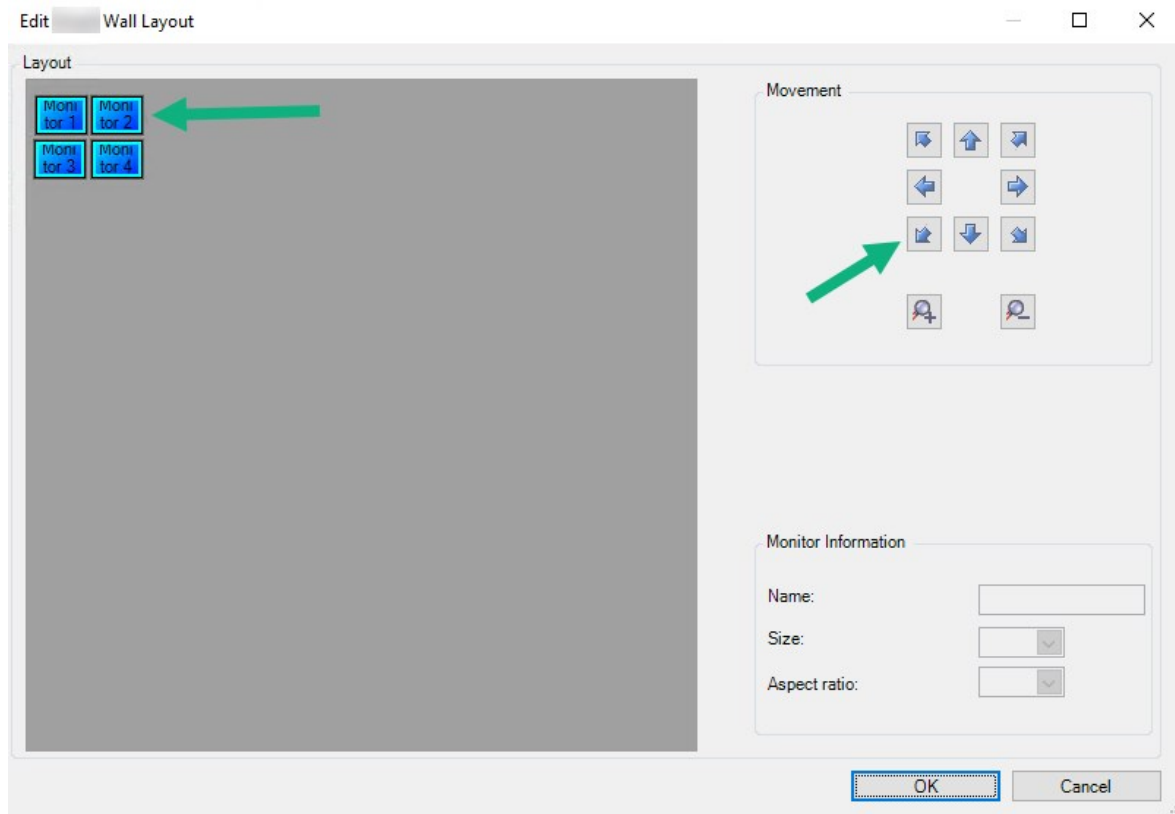 Edit Wall Layout
Layout
Moni
tor 1
Moni
tor 2
Moni
tor 3
Moni
tor 4
Movement
Monitor Information
Name:
Size:
Aspect ratio:
OK
Cancel